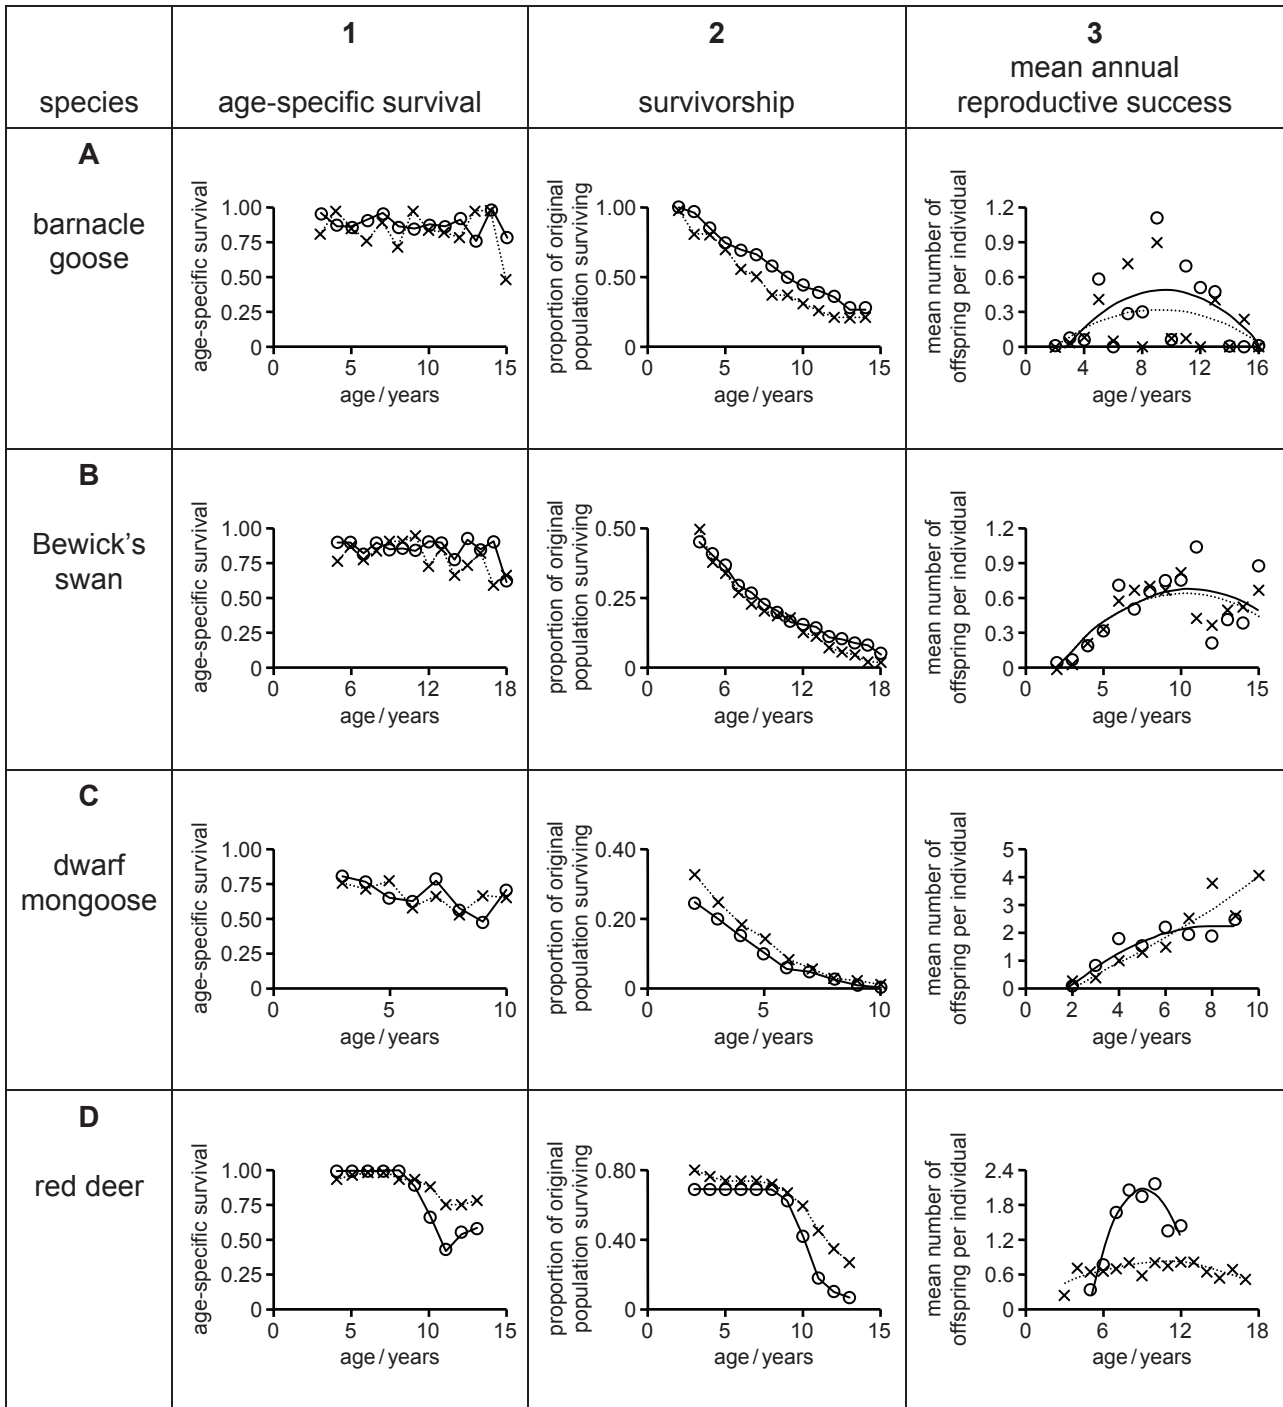 species
1
age-specific survival
2
survivorship
3
mean annual
reproductive success
A
barnacle
goose
age-specific survival
1.00
0.75
0.50
0.25
0
0 5 10 15
age / years
proportion of original
population surviving
1.00
0.50
0
0 5 10 15
age / years
mean number of
offspring per individual
1.2
0.9
0.6
0.3
0
0 4 8 12 16
age / years
B
Bewick's
swan
age-specific survival
1.00
0.75
0.50
0.25
0
0 6 12 18
age / years
proportion of original
population surviving
0.50
0.25
0
0 6 12 18
age / years
mean number of
offspring per individual
1.2
0.9
0.6
0.3
0
0 5 10 15
age / years
C
dwarf
mongoose
age-specific survival
1.00
0.75
0.50
0.25
0
0 5 10
age / years
proportion of original
population surviving
0.40
0.20
0
0 5 10
age / years
mean number of
offspring per individual
5
4
3
2
1
0
0 2 4 6 8 10
age / years
D
red deer
age-specific survival
1.00
0.75
0.50
0.25
0
0 5 10 15
age / years
proportion of original
population surviving
0.80
0.40
0
0 5 10 15
age / years
mean number of
offspring per individual
2.4
1.8
1.2
0.6
0
0 6 12 18
age / years